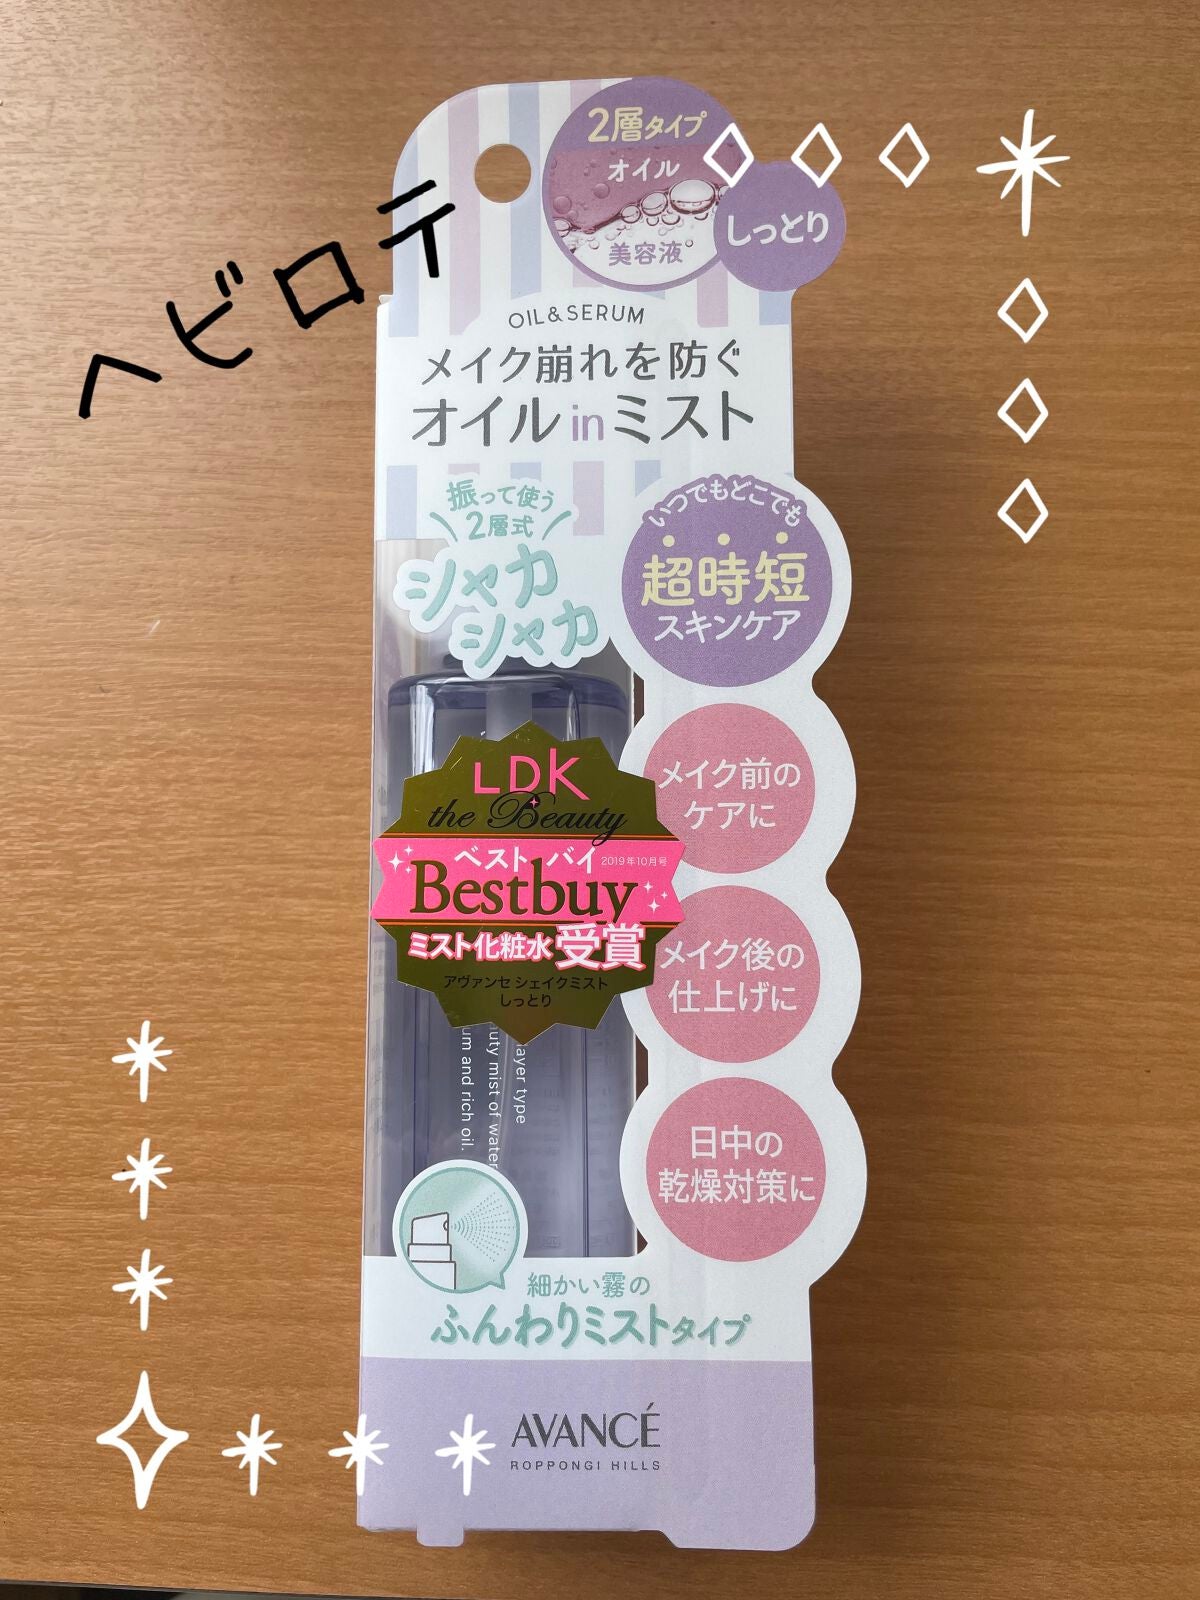 ヘビロテ
2層タイプ
オイル
美容液
しっとり
OIL&SERUM
メイク崩れを防ぐ
オイルinミスト
振って使う
2層式
シャカ
シャカ
いつでもどこでも
超時短
スキンケア
LDK
the Beauty
ベストバイ 2019年10月号
Bestbuy
ミスト化粧水受賞
アヴァンセ シェイクミスト
しっとり
メイク前の
ケアに
メイク後の
仕上げに
日中の
乾燥対策に
layer type
uty mist of water
um and rich oil.
細かい霧の
ふんわりミストタイプ
AVANCÉ
ROPPONGI HILLS